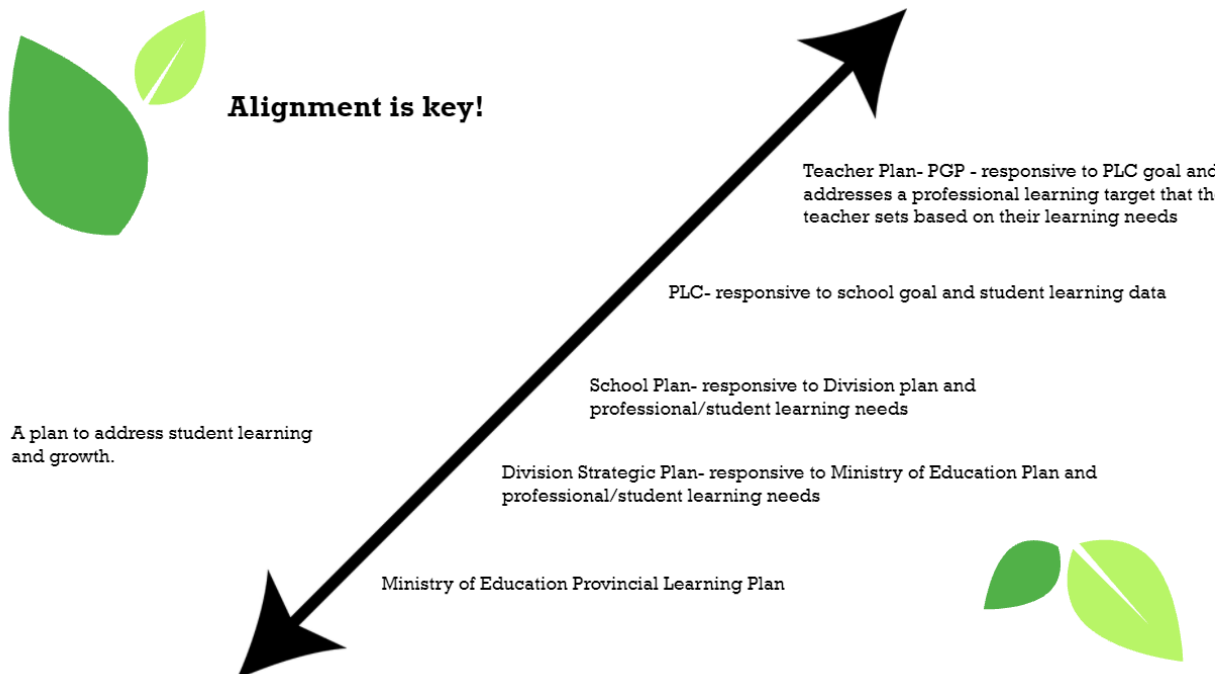 Alignment is key!
Teacher Plan- PGP - responsive to PLC goal and
addresses a professional learning target that the
teacher sets based on their learning needs
PLC- responsive to school goal and student learning data
School Plan- responsive to Division plan and
professional/student learning needs
A plan to address student learning
and growth.
Division Strategic Plan- responsive to Ministry of Education Plan and
professional/student learning needs
Ministry of Education Provincial Learning Plan